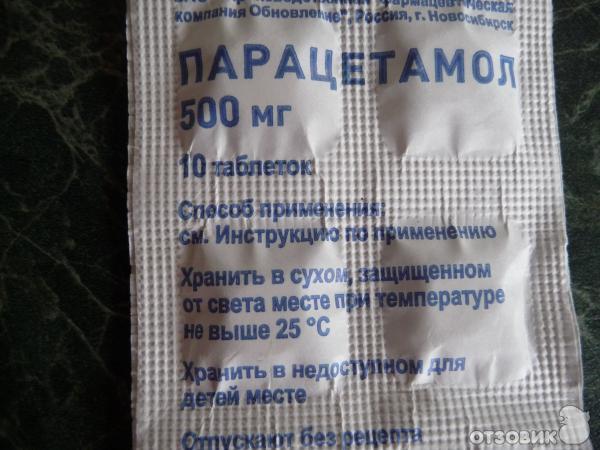 компания Обновление", Россия, г. Новосибирск
ПАРАЦЕТАМОЛ
500 мг
10 таблеток
Способ применения:
см. Инструкцию по применению
Хранить в сухом, защищенном
от света месте при температуре
не выше 25 °C
Хранить в недоступном для
детей месте
Отпускают без рецепта
ОТЗОВИК